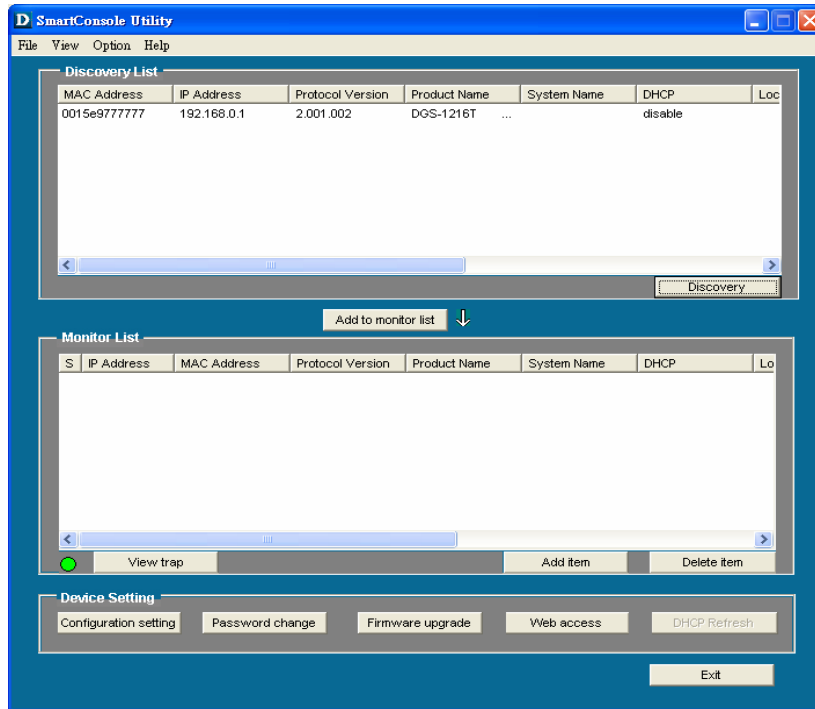 D SmartConsole Utility
File View Option Help
Discovery List
MAC Address IP Address Protocol Version Product Name System Name DHCP Loc
0015e9777777 192.168.0.1 2.001.002 DGS-1216T ... disable
Discovery
Add to monitor list
Monitor List
S IP Address MAC Address Protocol Version Product Name System Name DHCP Lo
View trap Add item Delete item
Device Setting
Configuration setting Password change Firmware upgrade Web access DHCP Refresh
Exit